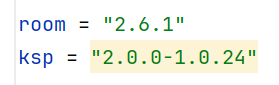 room = "2.6.1"
ksp = "2.0.0-1.0.24"